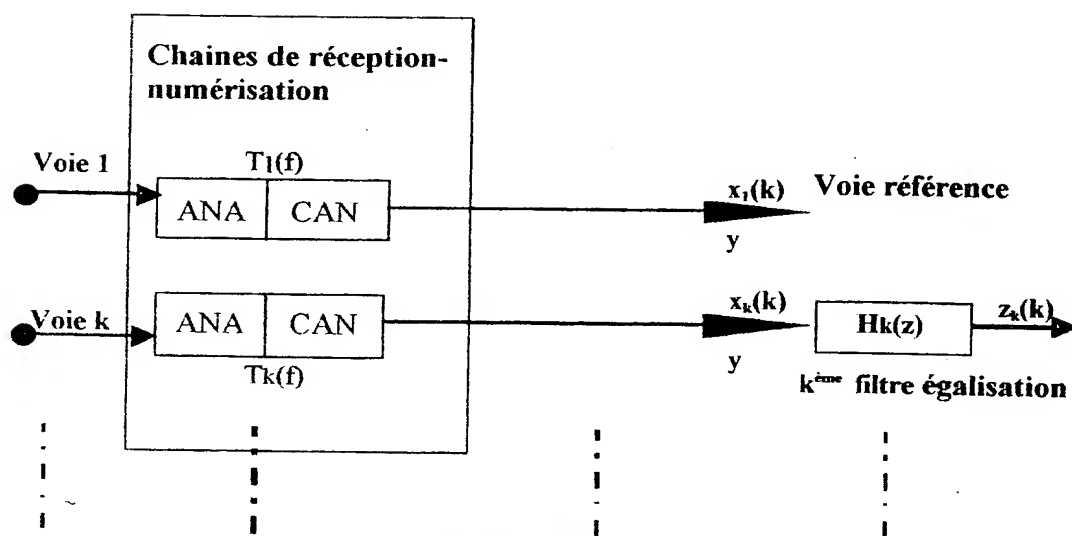 Chaines de réception-
numérisation
Voie 1
T1(f)
ANA CAN
x₁(k)
Voie référence
y
Voie k
ANA CAN
Tk(f)
xₖ(k)
y
Hk(z)
zₖ(k)
kᵉᵐᵉ filtre égalisation